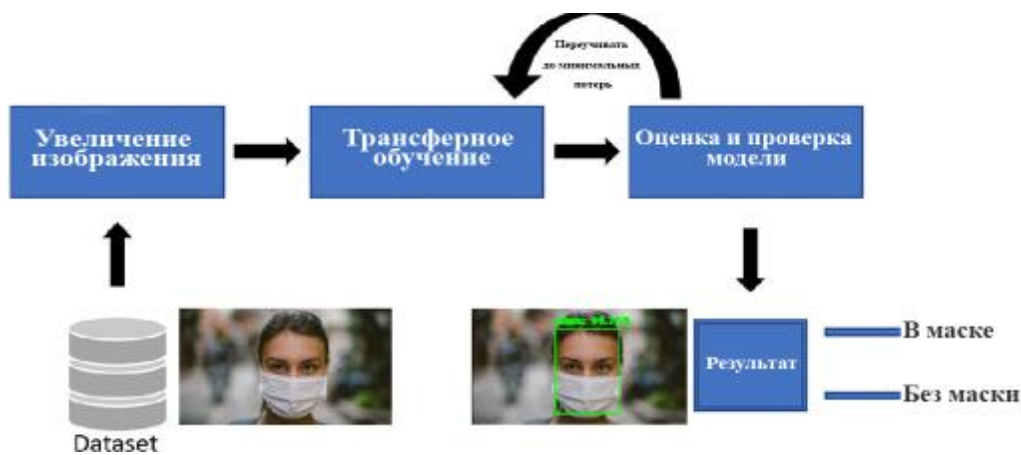 Переучивать
до минимальных
потерь
Увеличение
изображения
Трансферное
обучение
Оценка и проверка
модели
Dataset
Результат
В маске
Без маски